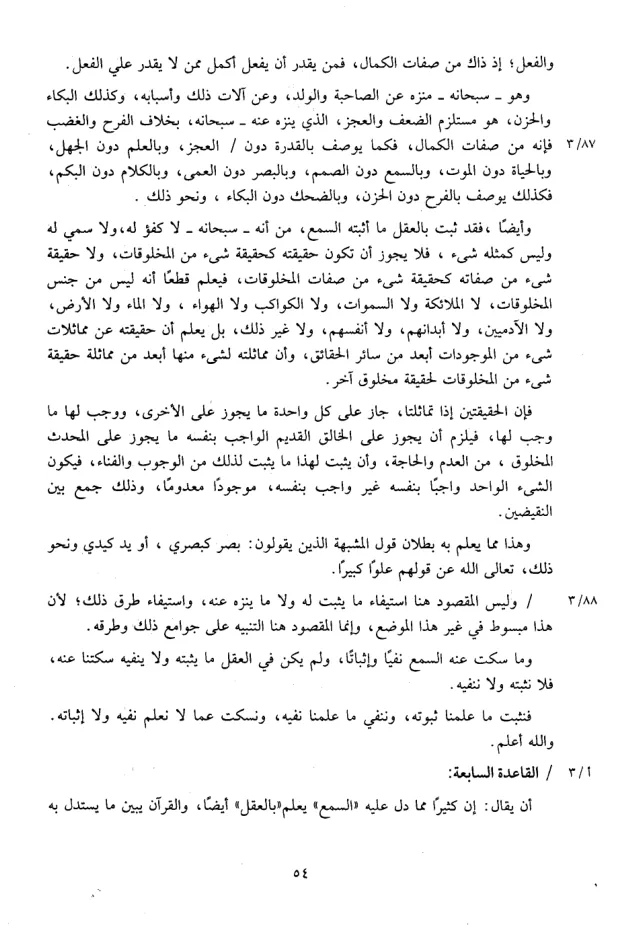 والفعل؛ إذ ذاك من صفات الكمال، فمن يقدر أن يفعل أكمل ممن لا يقدر علي الفعل.
وهو ـ سبحانه ـ منزه عن الصاحبة والولد، وعن آلات ذلك وأسبابه، وكذلك البكاء
والحزن، هو مستلزم الضعف والعجز، الذي ينزه عنه ـ سبحانه، بخلاف الفرح والغضب
٣/٨٧ فإنه من صفات الكمال، فكما يوصف بالقدرة دون / العجز، وبالعلم دون الجهل،
وبالحياة دون الموت، وبالسمع دون الصمم، وبالبصر دون العمى، وبالكلام دون البكم،
فكذلك يوصف بالفرح دون الحزن، وبالضحك دون البكاء ، ونحو ذلك .
وأيضًا ،فقد ثبت بالعقل ما أثبته السمع، من أنه ـ سبحانه ـ لا كفؤ له،ولا سمي له
وليس كمثله شىء ، فلا يجوز أن تكون حقيقته كحقيقة شىء من المخلوقات، ولا حقيقة
شىء من صفاته كحقيقة شىء من صفات المخلوقات، فيعلم قطعًا أنه ليس من جنس
المخلوقات، لا الملائكة ولا السموات، ولا الكواكب ولا الهواء ، ولا الماء ولا الأرض،
ولا الآدميين، ولا أبدانهم، ولا أنفسهم، ولا غير ذلك، بل يعلم أن حقيقته عن مماثلات
شىء من الموجودات أبعد من سائر الحقائق، وأن مماثلته لشىء منها أبعد من مماثلة حقيقة
شىء من المخلوقات لحقيقة مخلوق آخر.
فإن الحقيقتين إذا تماثلتا، جاز على كل واحدة ما يجوز على الأخرى، ووجب لها ما
وجب لها، فيلزم أن يجوز على الخالق القديم الواجب بنفسه ما يجوز على المحدث
المخلوق ، من العدم والحاجة، وأن يثبت لهذا ما يثبت لذلك من الوجوب والفناء، فيكون
الشىء الواحد واجبًا بنفسه غير واجب بنفسه، موجودًا معدومًا، وذلك جمع بين
النقيضين.
وهذا مما يعلم به بطلان قول المشبهة الذين يقولون: بصر كبصري ، أو يد كيدي ونحو
ذلك، تعالى الله عن قولهم علوًا كبيرًا.
٣/٨٨ / وليس المقصود هنا استيفاء ما يثبت له ولا ما ينزه عنه، واستيفاء طرق ذلك؛ لأن
هذا مبسوط في غير هذا الموضع، وإنما المقصود هنا التنبيه على جوامع ذلك وطرقه.
وما سكت عنه السمع نفيًا وإثباتًا، ولم يكن في العقل ما يثبته ولا ينفيه سكتنا عنه،
فلا نثبته ولا ننفيه.
فنثبت ما علمنا ثبوته، وننفي ما علمنا نفيه، ونسكت عما لا نعلم نفيه ولا إثباته.
والله أعلم.
٣/أ / القاعدة السابعة:
أن يقال: إن كثيرًا مما دل عليه «السمع» يعلم«بالعقل» أيضًا، والقرآن يبين ما يستدل به
٥٤